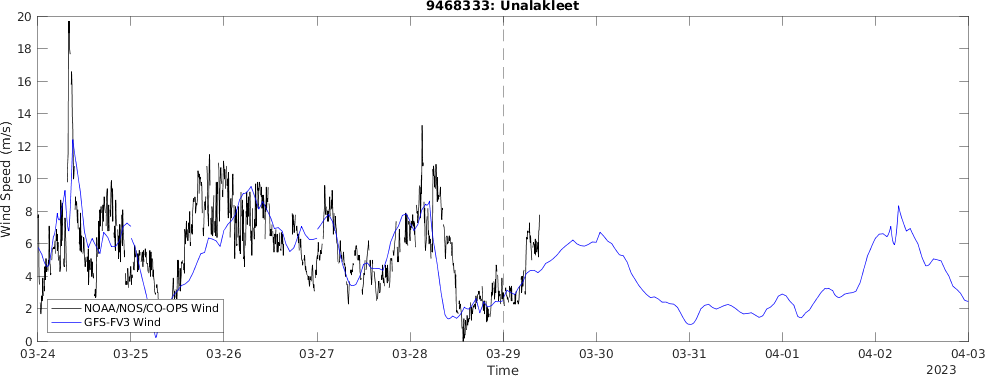 9468333: Unalakleet
Wind Speed (m/s)
20
18
16
14
12
10
8
6
4
2
0
NOAA/NOS/CO-OPS Wind
GFS-FV3 Wind
03-24 03-25 03-26 03-27 03-28 03-29 03-30 03-31 04-01 04-02 04-03
Time
2023